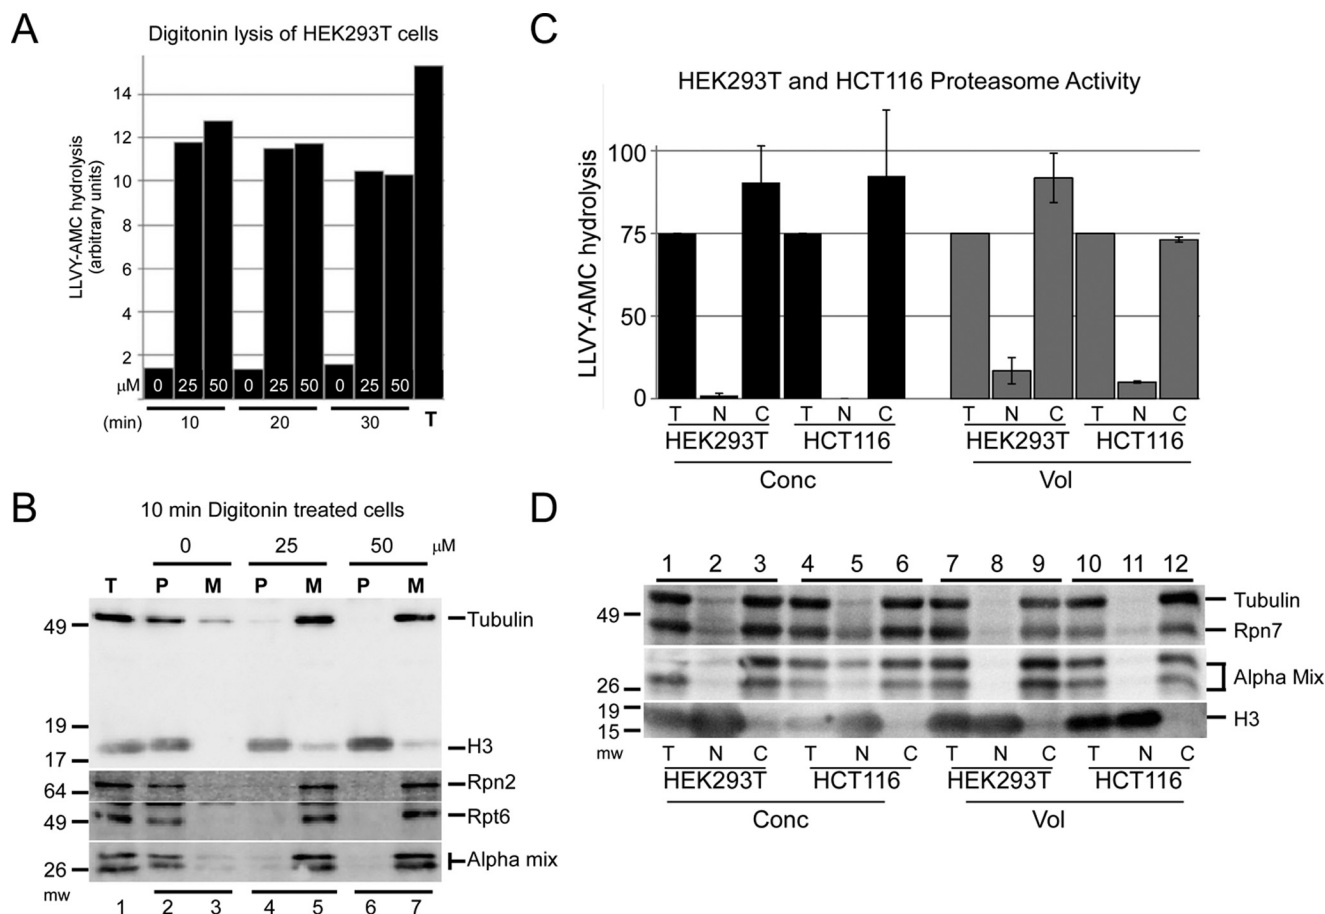 A
Digitonin lysis of HEK293T cells
LLVY-AMC hydrolysis
(arbitrary units)
14
12
10
8
6
4
2
μM 0 25 50 0 25 50 0 25 50
(min) 10 20 30 T
B
10 min Digitonin treated cells
0 25 50 μM
T P M P M P M
49 Tubulin
19
17 H3
64 Rpn2
49 Rpt6
26 Alpha mix
mw
1 2 3 4 5 6 7
C
HEK293T and HCT116 Proteasome Activity
LLVY-AMC hydrolysis
100
75
50
0
T N C T N C T N C T N C
HEK293T HCT116 HEK293T HCT116
Conc Vol
D
1 2 3 4 5 6 7 8 9 10 11 12
49 Tubulin
Rpn7
26 Alpha Mix
19 H3
15
mw T N C T N C T N C T N C
HEK293T HCT116 HEK293T HCT116
Conc Vol